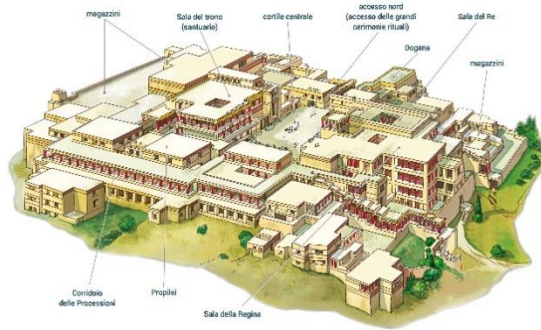 magazzini
Sala del trono
(santuario)
cortile centrale
accesso nord
(accesso delle grandi
cerimonie rituali)
Dogana
Sala del Re
magazzini
Corridoio
delle Processioni
Propilei
Sala della Regina